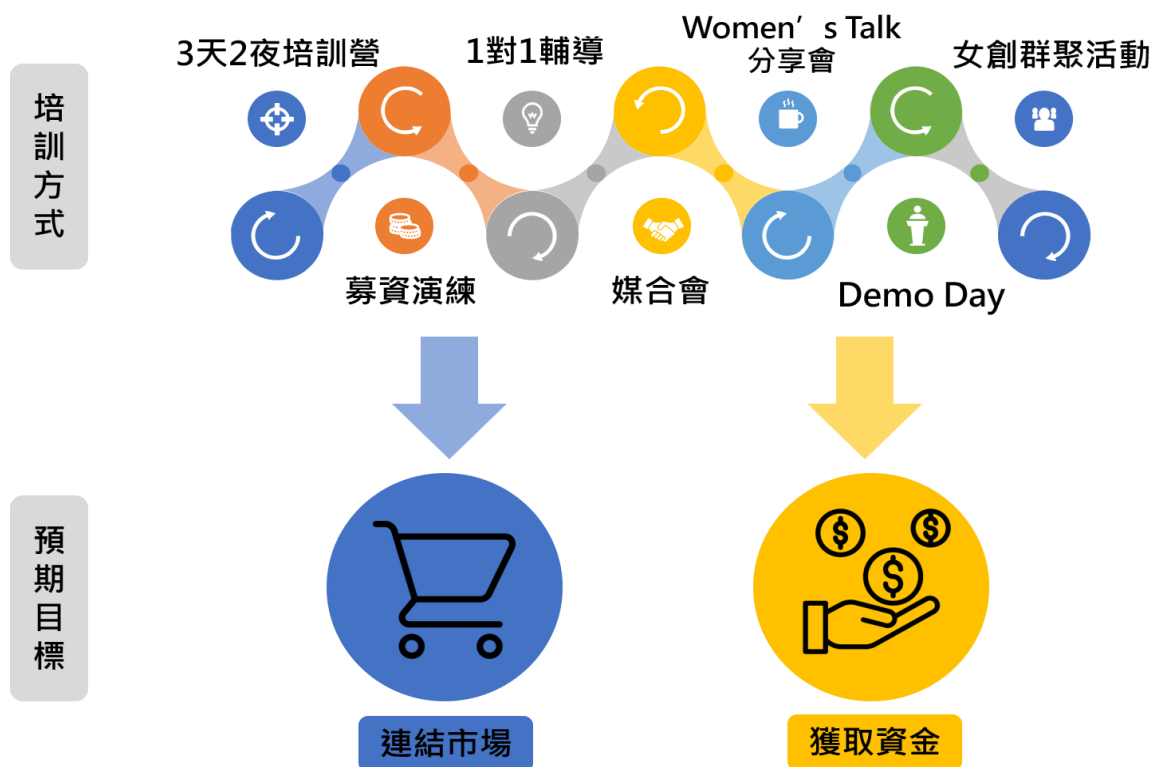 培訓方式
3天2夜培訓營
募資演練
1對1輔導
媒合會
Women's Talk
分享會
Demo Day
女創群聚活動
預期目標
連結市場
獲取資金